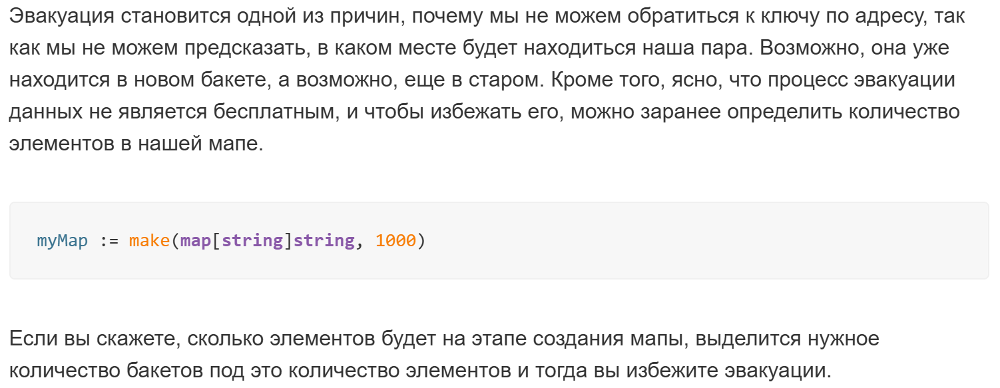 Эвакуация становится одной из причин, почему мы не можем обратиться к ключу по адресу, так
как мы не можем предсказать, в каком месте будет находиться наша пара. Возможно, она уже
находится в новом бакете, а возможно, еще в старом. Кроме того, ясно, что процесс эвакуации
данных не является бесплатным, и чтобы избежать его, можно заранее определить количество
элементов в нашей мапе.
myMap := make(map[string]string, 1000)
Если вы скажете, сколько элементов будет на этапе создания мапы, выделится нужное
количество бакетов под это количество элементов и тогда вы избежите эвакуации.